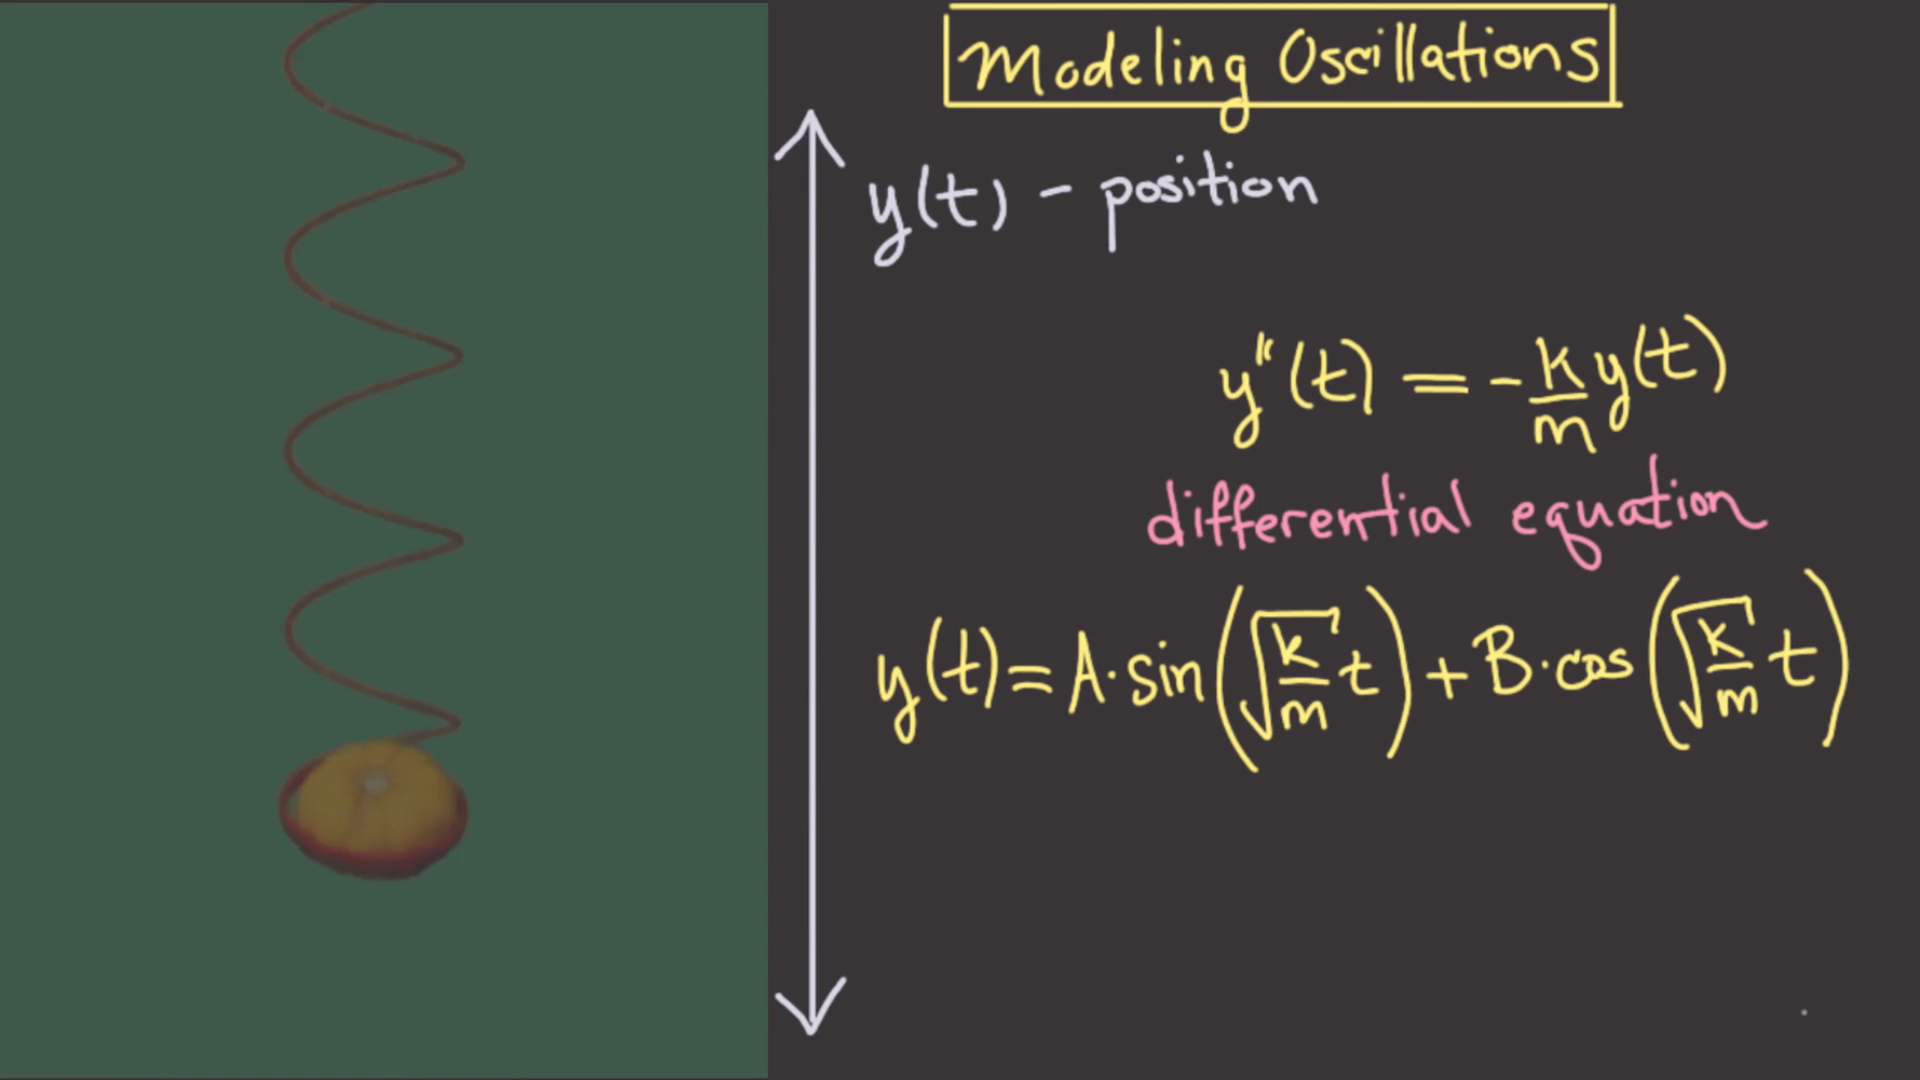 Modeling Oscillations
y(t) - position
y"(t) = -k/m y(t)
differential equation
y(t) = A·sin(√(k/m) t) + B·cos(√(k/m) t)